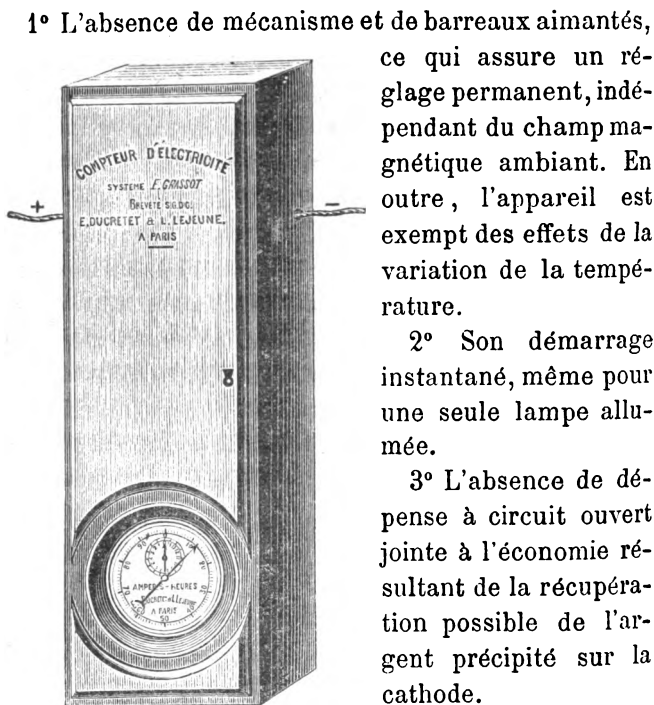 1º L'absence de mécanisme et de barreaux aimantés,
ce qui assure un ré-
glage permanent, indé-
pendant du champ ma-
gnétique ambiant. En
outre, l'appareil est
exempt des effets de la
variation de la tempé-
rature.
2º Son démarrage
instantané, même pour
une seule lampe allu-
mée.
3º L'absence de dé-
pense à circuit ouvert
jointe à l'économie ré-
sultant de la récupéra-
tion possible de l'ar-
gent précipité sur la
cathode.
COMPTEUR D'ÉLECTRICITÉ
SYSTÈME E. GRASSOT
BREVETÉ S.G.D.G.
E. DUCRETET & L. LEJEUNE.
A PARIS
+
−
HEURES
A PARIS
50